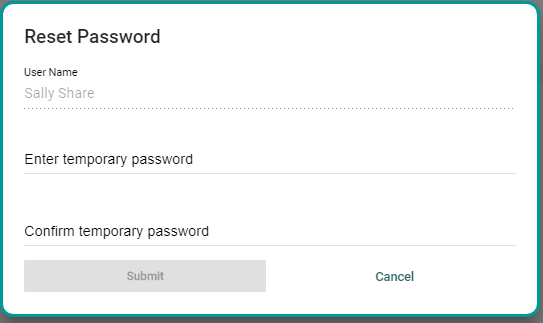 Reset Password
User Name
Sally Share
Enter temporary password
Confirm temporary password
Submit
Cancel